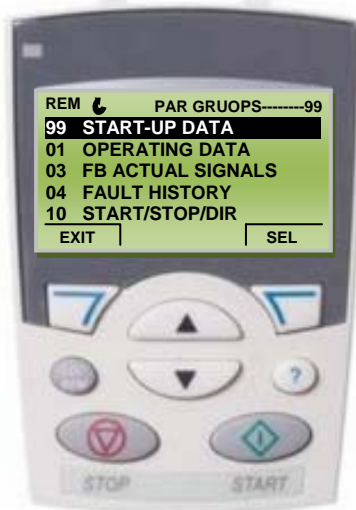 REM PAR GRUOPS--------99
99 START-UP DATA
01 OPERATING DATA
03 FB ACTUAL SIGNALS
04 FAULT HISTORY
10 START/STOP/DIR
EXIT SEL
?
STOP START